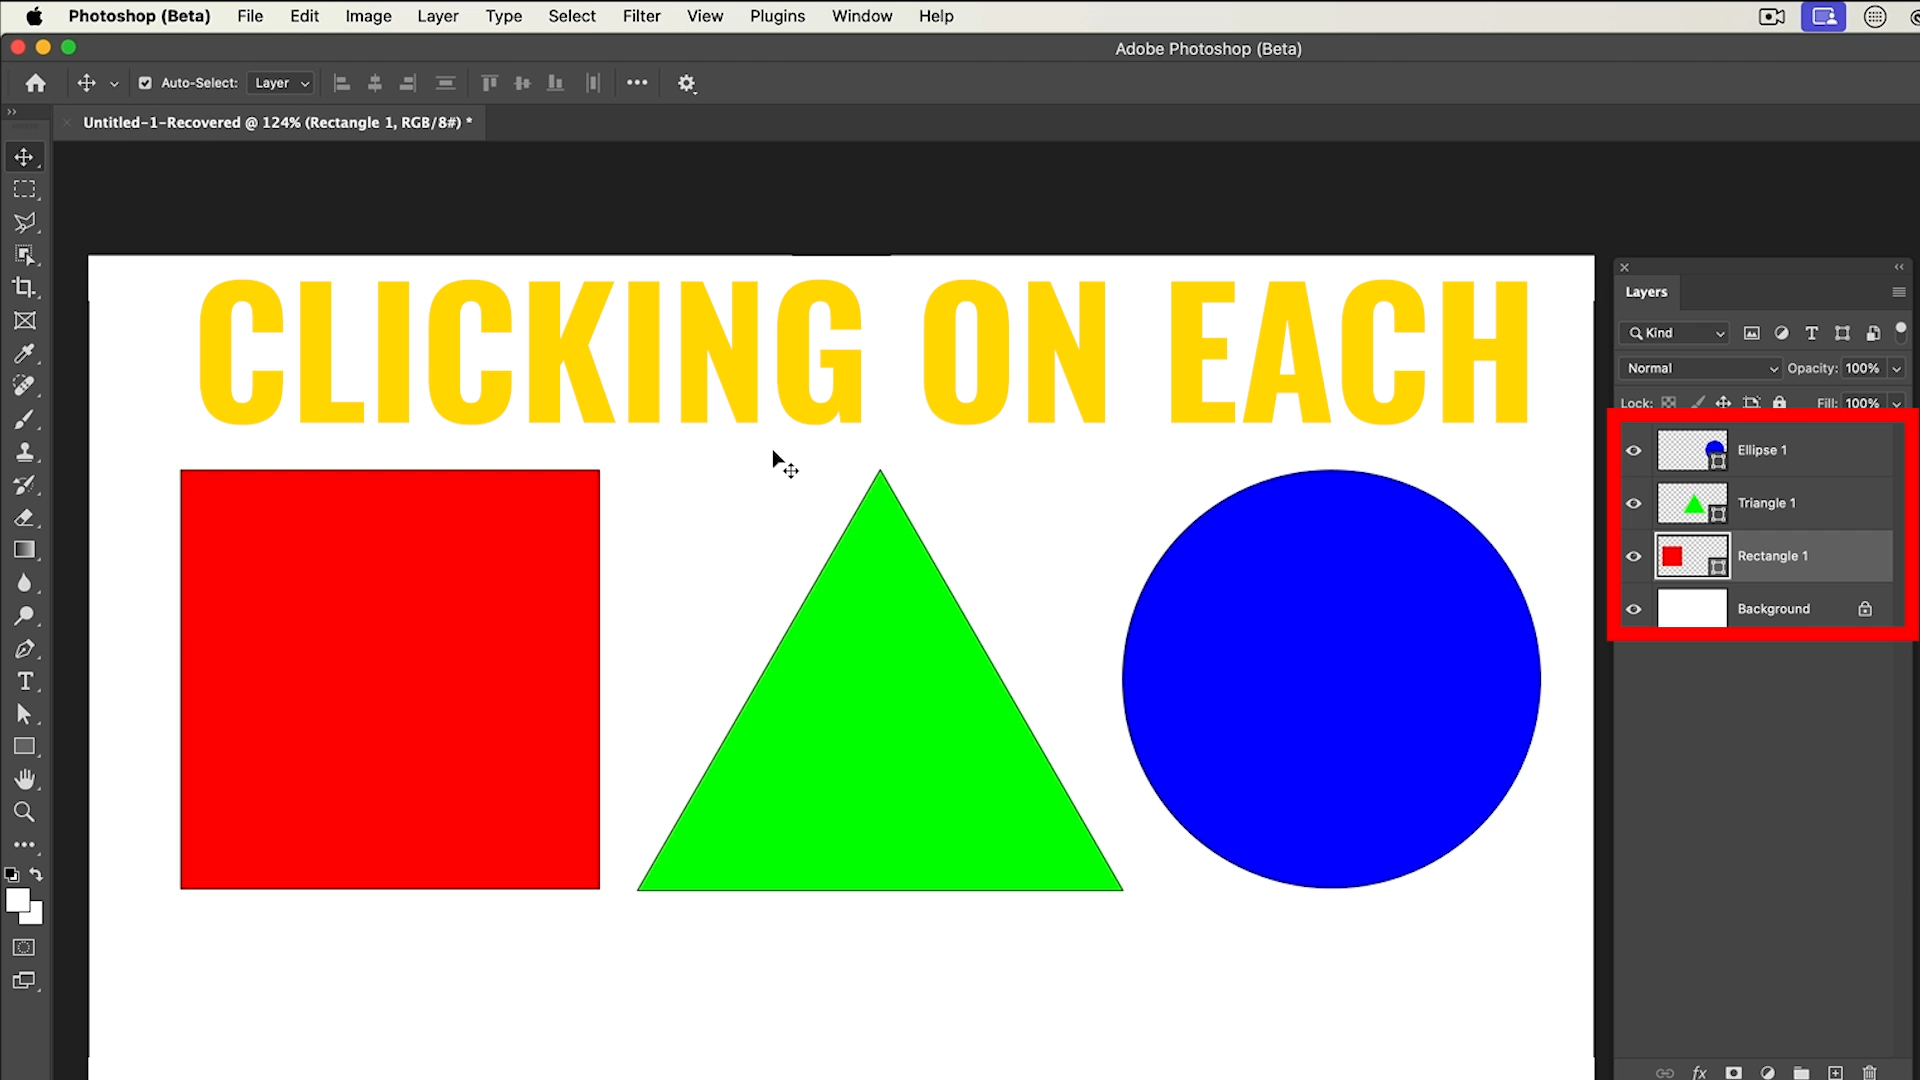 Photoshop (Beta) File Edit Image Layer Type Select Filter View Plugins Window Help
Adobe Photoshop (Beta)
Auto-Select: Layer
Untitled-1-Recovered @ 124% (Rectangle 1, RGB/8#) *
CLICKING ON EACH
Layers
Kind
Normal Opacity: 100%
Lock: Fill: 100%
Ellipse 1
Triangle 1
Rectangle 1
Background
fx